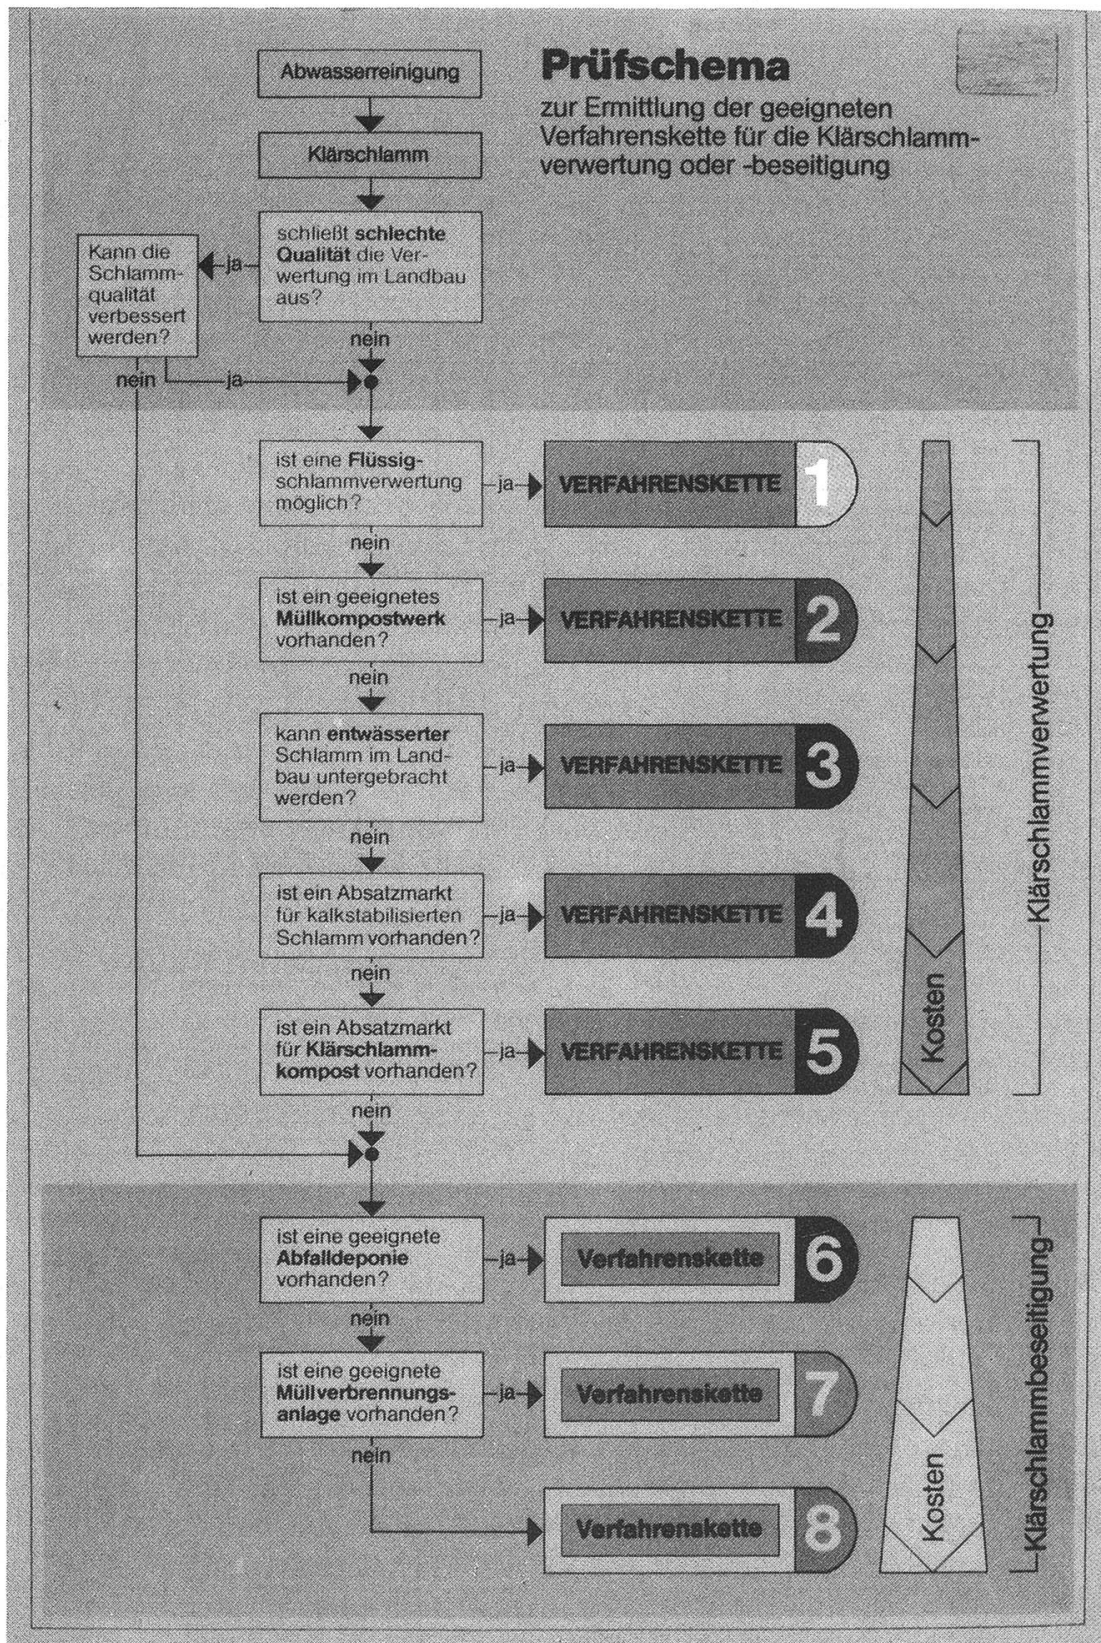 Prüfschema
zur Ermittlung der geeigneten
Verfahrenskette für die Klärschlamm-
verwertung oder -beseitigung
Abwasserreinigung
Klärschlamm
schließt schlechte
Qualität die Ver-
wertung im Landbau
aus?
ja
Kann die
Schlamm-
qualität
verbessert
werden?
nein
nein
ja
ist eine Flüssig-
schlammverwertung
möglich?
ja
VERFAHRENSKETTE 1
nein
ist ein geeignetes
Müllkompostwerk
vorhanden?
ja
VERFAHRENSKETTE 2
nein
kann entwässerter
Schlamm im Land-
bau untergebracht
werden?
ja
VERFAHRENSKETTE 3
nein
ist ein Absatzmarkt
für kalkstabilisierten
Schlamm vorhanden?
ja
VERFAHRENSKETTE 4
nein
ist ein Absatzmarkt
für Klärschlamm-
kompost vorhanden?
ja
VERFAHRENSKETTE 5
nein
Kosten
Klärschlammverwertung
ist eine geeignete
Abfalldeponie
vorhanden?
ja
Verfahrenskette 6
nein
ist eine geeignete
Müllverbrennungs-
anlage vorhanden?
ja
Verfahrenskette 7
nein
Verfahrenskette 8
Kosten
Klärschlammbeseitigung